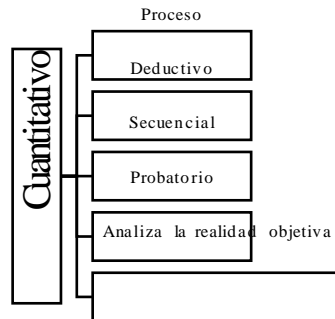 Proceso
Cuantitativo
Deductivo
Secuencial
Probatorio
Analiza la realidad objetiva